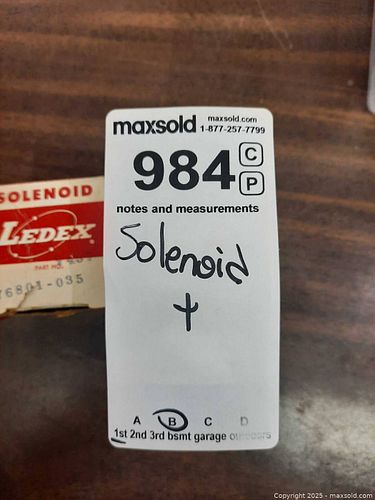 maxsold maxsold.com
1-877-257-7799
984 C
P
notes and measurements
Solenoid
A B C D
1st 2nd 3rd bsmt garage outdoors
SOLENOID
LEDEX
PART NO.
76801-035
Copyright 2025 - maxsold.com